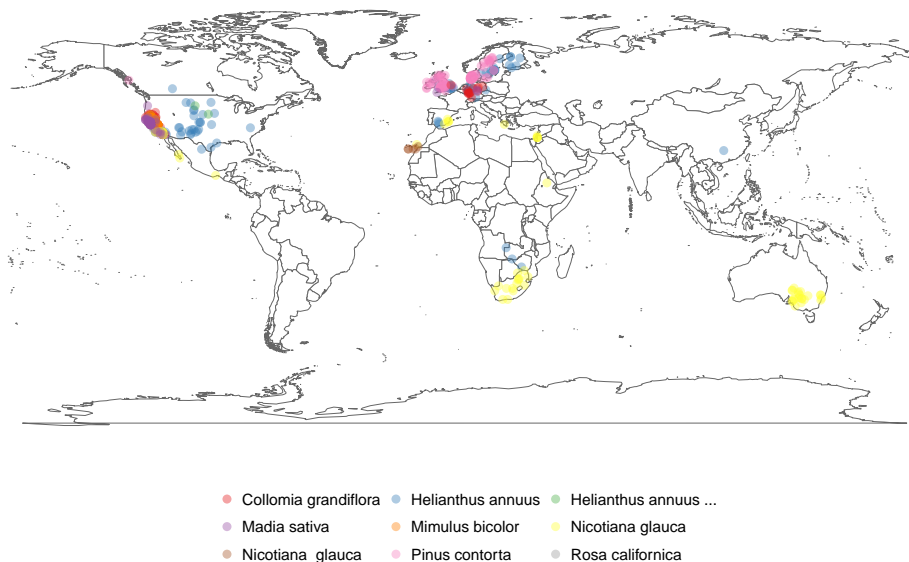 Collomia grandiflora Helianthus annuus Helianthus annuus ...
Madia sativa Mimulus bicolor Nicotiana glauca
Nicotiana  glauca Pinus contorta Rosa californica